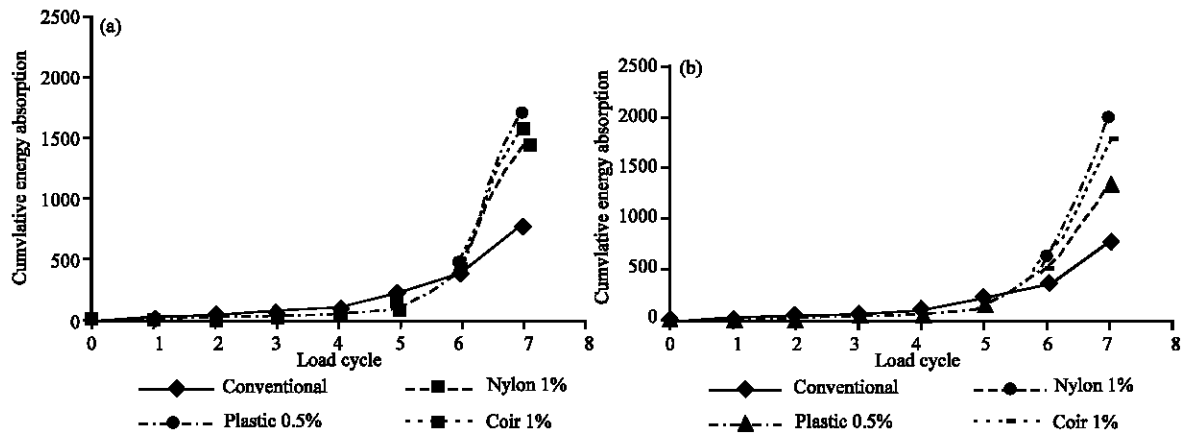 (a)
Cumvlative energy absorption
2500
2000
1500
1000
500
0
0 1 2 3 4 5 6 7 8
Load cycle
Conventional
Nylon 1%
Plastic 0.5%
Coir 1%
(b)
Cumvlative energy absorption
2500
2000
1500
1000
500
0
0 1 2 3 4 5 6 7 8
Load cycle
Conventional
Nylon 1%
Plastic 0.5%
Coir 1%